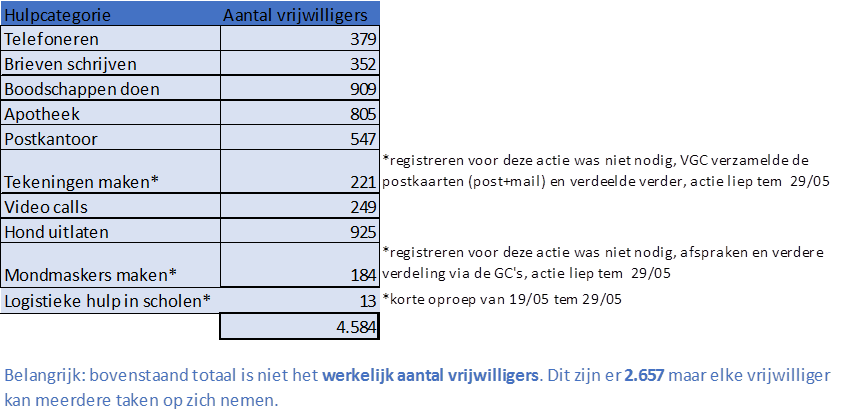 Hulpcategorie Aantal vrijwilligers
Telefoneren 379
Brieven schrijven 352
Boodschappen doen 909
Apotheek 805
Postkantoor 547
*registreren voor deze actie was niet nodig, VGC verzamelde de
Tekeningen maken* 221 postkaarten (post+mail) en verdeelde verder, actie liep tem 29/05
Video calls 249
Hond uitlaten 925
*registreren voor deze actie was niet nodig, afspraken en verdere
Mondmaskers maken* 184 verdeling via de GC's, actie liep tem 29/05
Logistieke hulp in scholen* 13 *korte oproep van 19/05 tem 29/05
4.584
Belangrijk: bovenstaand totaal is niet het werkelijk aantal vrijwilligers. Dit zijn er 2.657 maar elke vrijwilliger
kan meerdere taken op zich nemen.